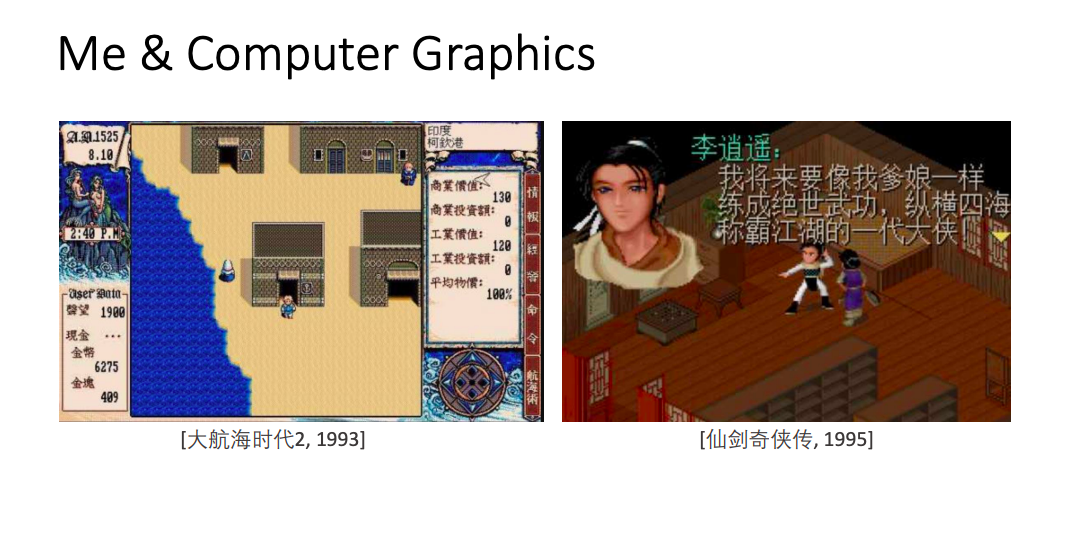 Me & Computer Graphics
A.D.1525
8.10
2:40 P.M
User Data
聲望 1900
現金 ...
金幣
6275
金塊
409
印度
柯欽港
商業價值:
130
商業投資額:
0
工業價值:
120
工業投資額:
0
平均物價:
100%
情報
經營
命令
航海術
李逍遥：
我将来要像我爹娘一样
练成绝世武功，纵横四海
称霸江湖的一代大侠！
[大航海时代2, 1993]
[仙剑奇侠传, 1995]